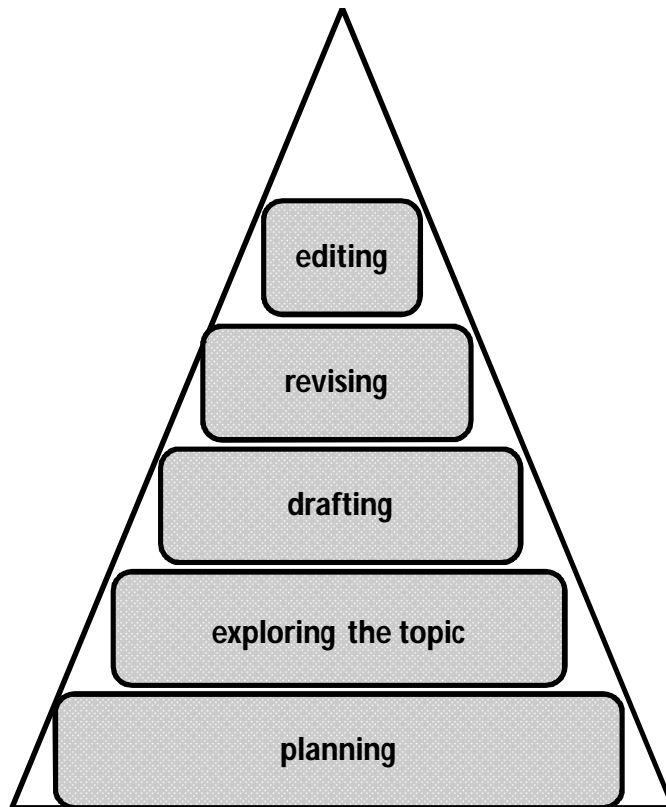 editing
revising
drafting
exploring the topic
planning